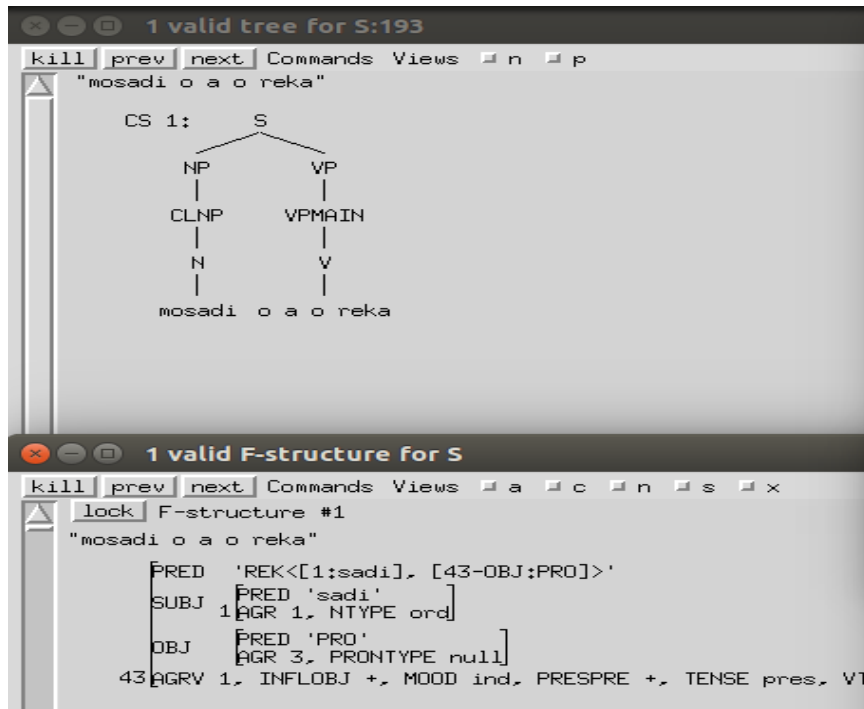 1 valid tree for S:193
kill prev next Commands Views n p
"mosadi o a o reka"
CS 1: S
NP VP
CLNP VPMAIN
N V
mosadi o a o reka
1 valid F-structure for S
kill prev next Commands Views a c n s x
lock F-structure #1
"mosadi o a o reka"
PRED 'REK<[1:sadi], [43-OBJ:PRO]>'
PRED 'sadi'
SUBJ 1 AGR 1, NTYPE ord
PRED 'PRO'
OBJ AGR 3, PRONTYPE null
43 AGRV 1, INFLOBJ +, MOOD ind, PRESPRE +, TENSE pres,